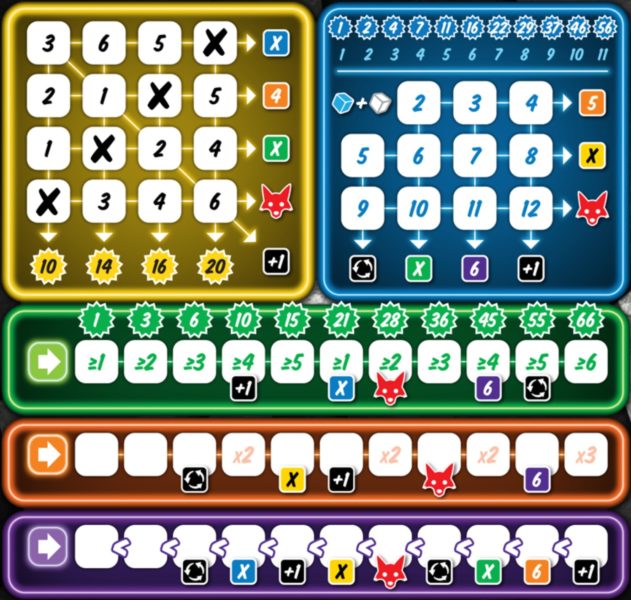 3 6 5 X X
2 1 X 5 4
1 X 2 4 X
X 3 4 6
10 14 16 20 +1
1 2 4 7 11 16 22 29 37 46 56
1 2 3 4 5 6 7 8 9 10 11
+ 2 3 4 5
5 6 7 8 X
9 10 11 12
X 6 +1
1 3 6 10 15 21 28 36 45 55 66
≥1 ≥2 ≥3 ≥4 ≥5 ≥1 ≥2 ≥3 ≥4 ≥5 ≥6
+1 X 6
x2 x2 x2 x3
X +1 6
< < < < < < < < < <
X +1 X X 6 +1